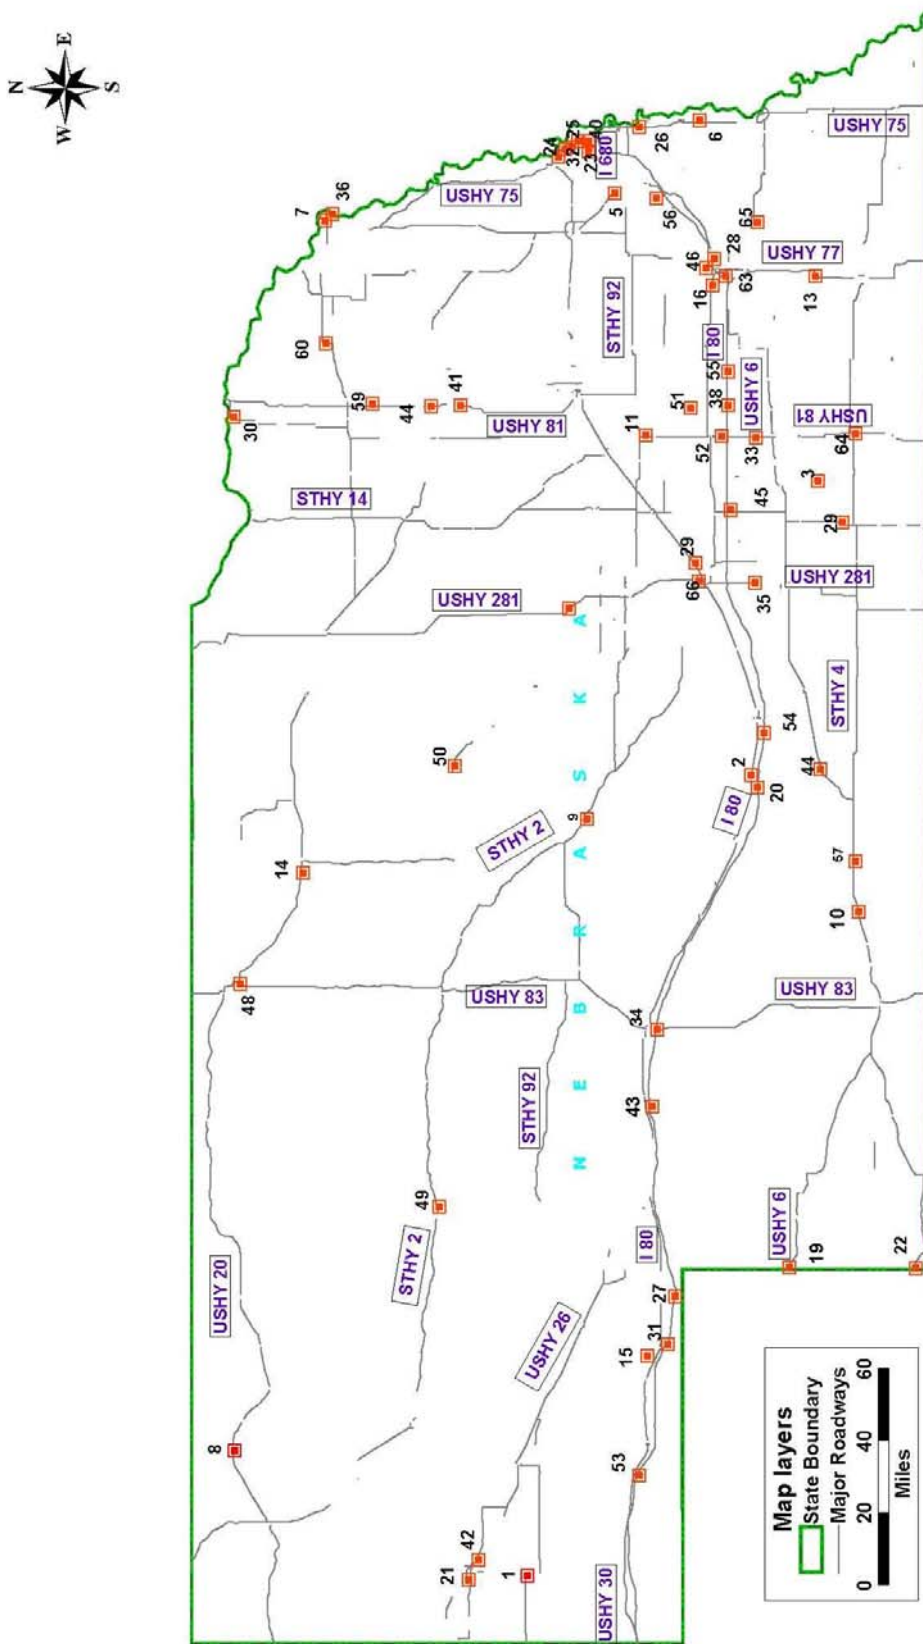 N
E
W
S
7
36
USHY 75
24
25
32
23
40
I 680
26
6
USHY 75
5
56
65
60
28
46
16
63
USHY 77
13
STHY 92
I 80
59
30
44
41
USHY 81
55
38
USHY 6
51
11
52
33
USHY 81
64
3
STHY 14
45
29
29
66
35
USHY 281
USHY 281
50
STHY 2
9
54
2
20
I 80
44
STHY 4
57
10
14
48
USHY 83
34
USHY 83
43
STHY 92
N E B R A S K A
49
STHY 2
USHY 20
I 80
USHY 6
19
22
27
31
15
USHY 26
8
53
42
21
1
USHY 30
Map layers
State Boundary
Major Roadways
0 20 40 60
Miles